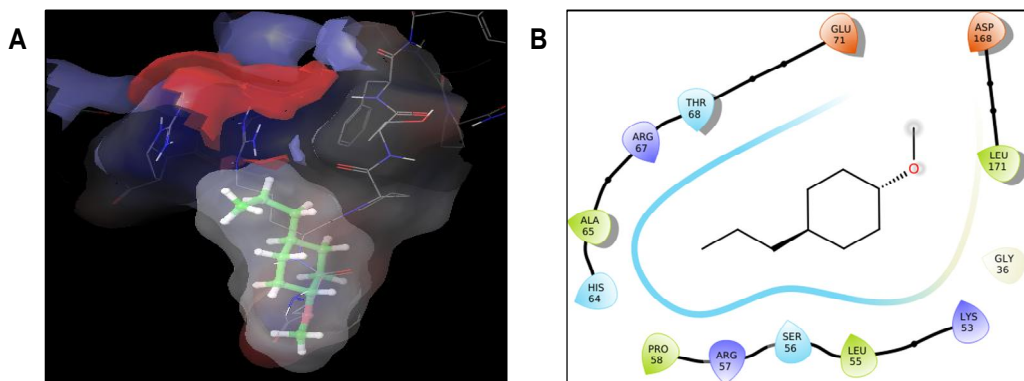 A
B
GLU
71
ASP
168
THR
68
ARG
67
LEU
171
O
ALA
65
GLY
36
HIS
64
LYS
53
SER
56
PRO
58
ARG
57
LEU
55